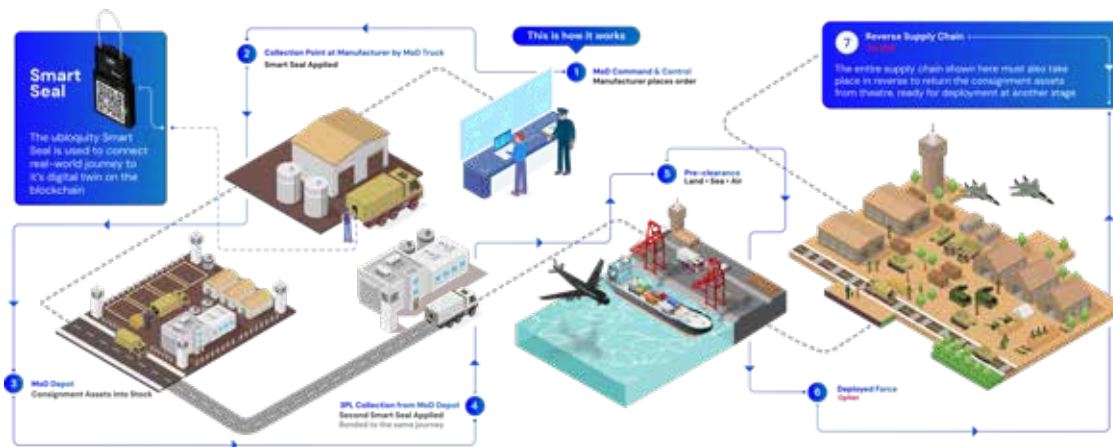 This is how it works
Smart
Seal
The ubloquity Smart
Seal is used to connect
real-world journey to
it's digital twin on the
blockchain
1
MoD Command & Control
Manufacturer places order
2
Collection Point at Manufacturer by MoD Truck
Smart Seal Applied
3
MoD Depot
Consignment Assets into Stock
4
3PL Collection from MoD Depot
Second Smart Seal Applied
Bonded to the same journey
5
Pre-clearance
Land • Sea • Air
6
Deployed Force
7
Reverse Supply Chain
The entire supply chain shown here must also take
place in reverse to return the consignment assets
from theatre, ready for deployment at another stage